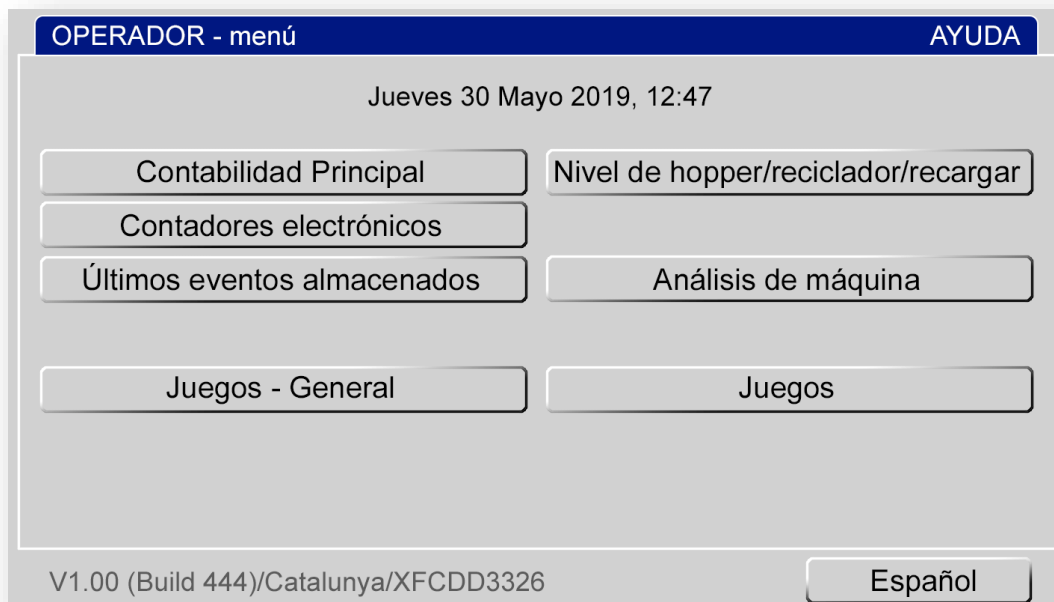 OPERADOR - menú AYUDA
Jueves 30 Mayo 2019, 12:47
Contabilidad Principal
Nivel de hopper/reciclador/recargar
Contadores electrónicos
Últimos eventos almacenados
Análisis de máquina
Juegos - General
Juegos
V1.00 (Build 444)/Catalunya/XFCDD3326
Español